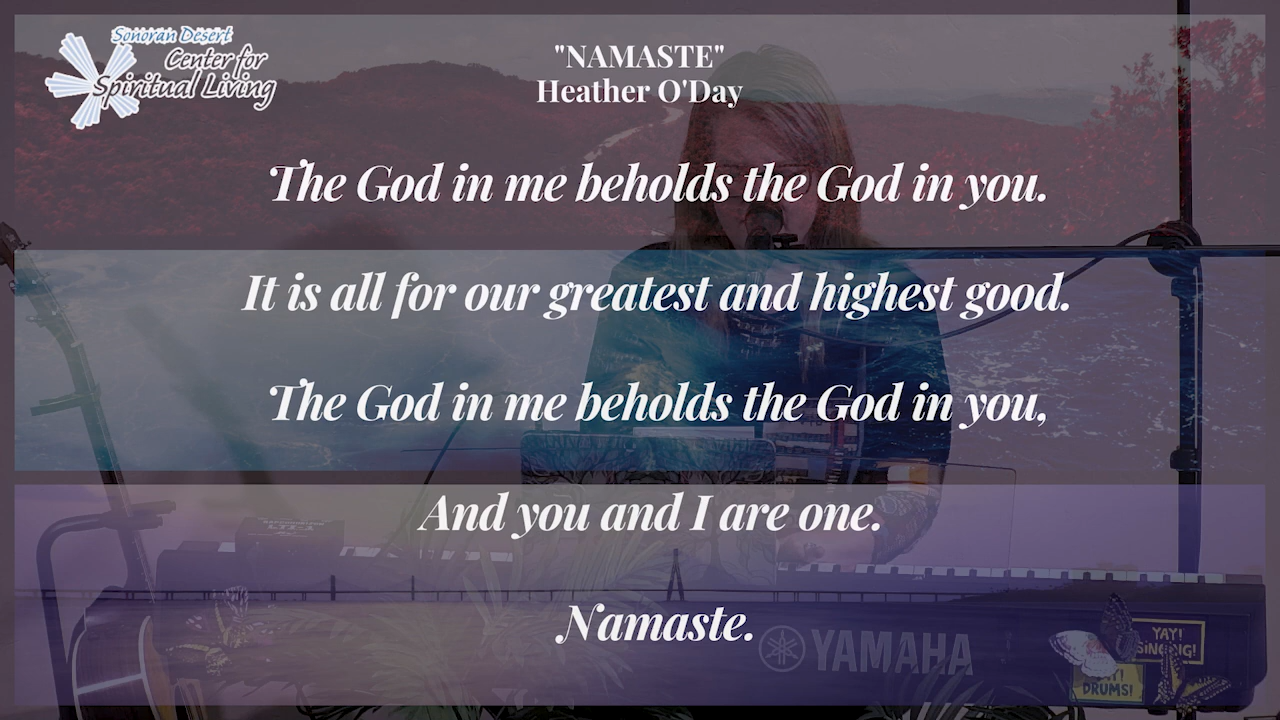 Sonoran Desert
Center for
Spiritual Living
"NAMASTE"
Heather O'Day
The God in me beholds the God in you.
It is all for our greatest and highest good.
The God in me beholds the God in you,
And you and I are one.
Namaste.
YAMAHA
YAY!
DRUMS!